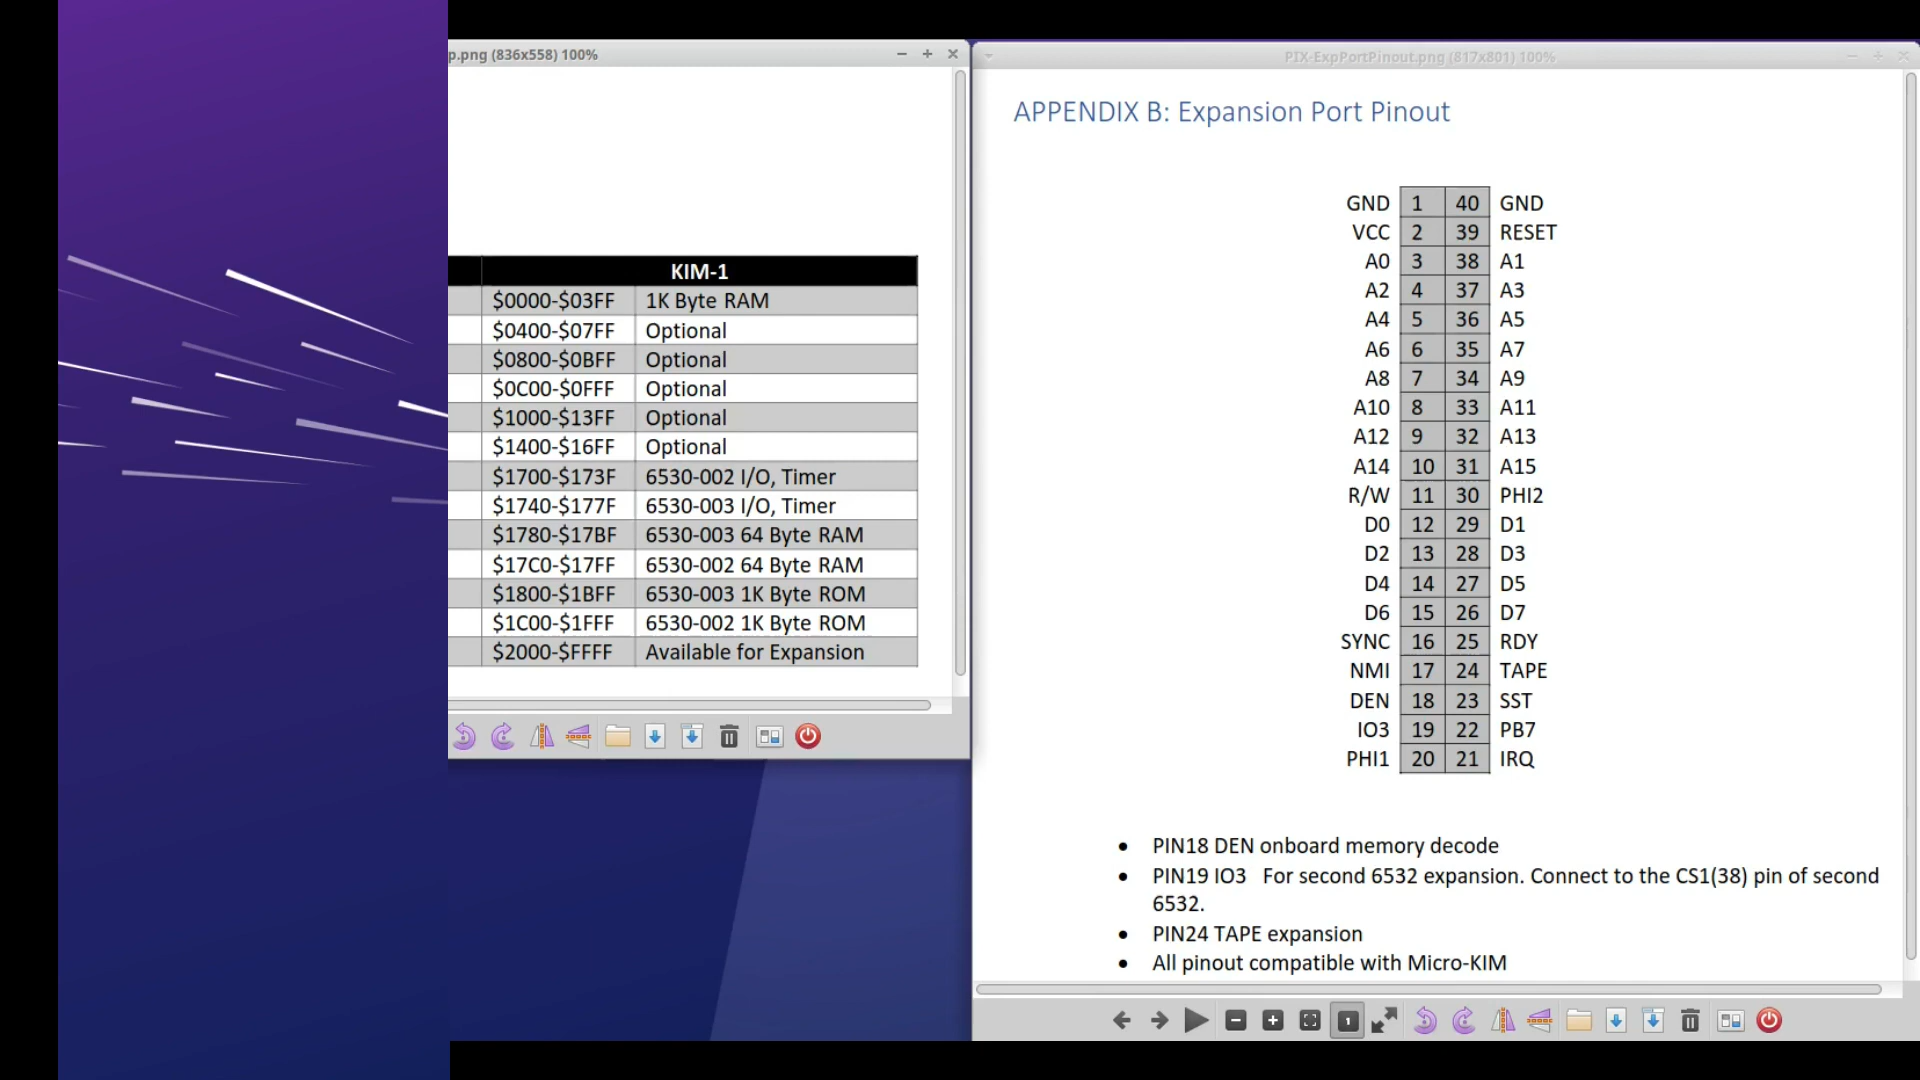 p.png (836x558) 100%
KIM-1
$0000-$03FF 1K Byte RAM
$0400-$07FF Optional
$0800-$0BFF Optional
$0C00-$0FFF Optional
$1000-$13FF Optional
$1400-$16FF Optional
$1700-$173F 6530-002 I/O, Timer
$1740-$177F 6530-003 I/O, Timer
$1780-$17BF 6530-003 64 Byte RAM
$17C0-$17FF 6530-002 64 Byte RAM
$1800-$1BFF 6530-003 1K Byte ROM
$1C00-$1FFF 6530-002 1K Byte ROM
$2000-$FFFF Available for Expansion
PIX-ExpPortPinout.png (817x801) 100%
APPENDIX B: Expansion Port Pinout
GND 1 40 GND
VCC 2 39 RESET
A0 3 38 A1
A2 4 37 A3
A4 5 36 A5
A6 6 35 A7
A8 7 34 A9
A10 8 33 A11
A12 9 32 A13
A14 10 31 A15
R/W 11 30 PHI2
D0 12 29 D1
D2 13 28 D3
D4 14 27 D5
D6 15 26 D7
SYNC 16 25 RDY
NMI 17 24 TAPE
DEN 18 23 SST
IO3 19 22 PB7
PHI1 20 21 IRQ
• PIN18 DEN onboard memory decode
• PIN19 IO3 For second 6532 expansion. Connect to the CS1(38) pin of second
6532.
• PIN24 TAPE expansion
• All pinout compatible with Micro-KIM
1